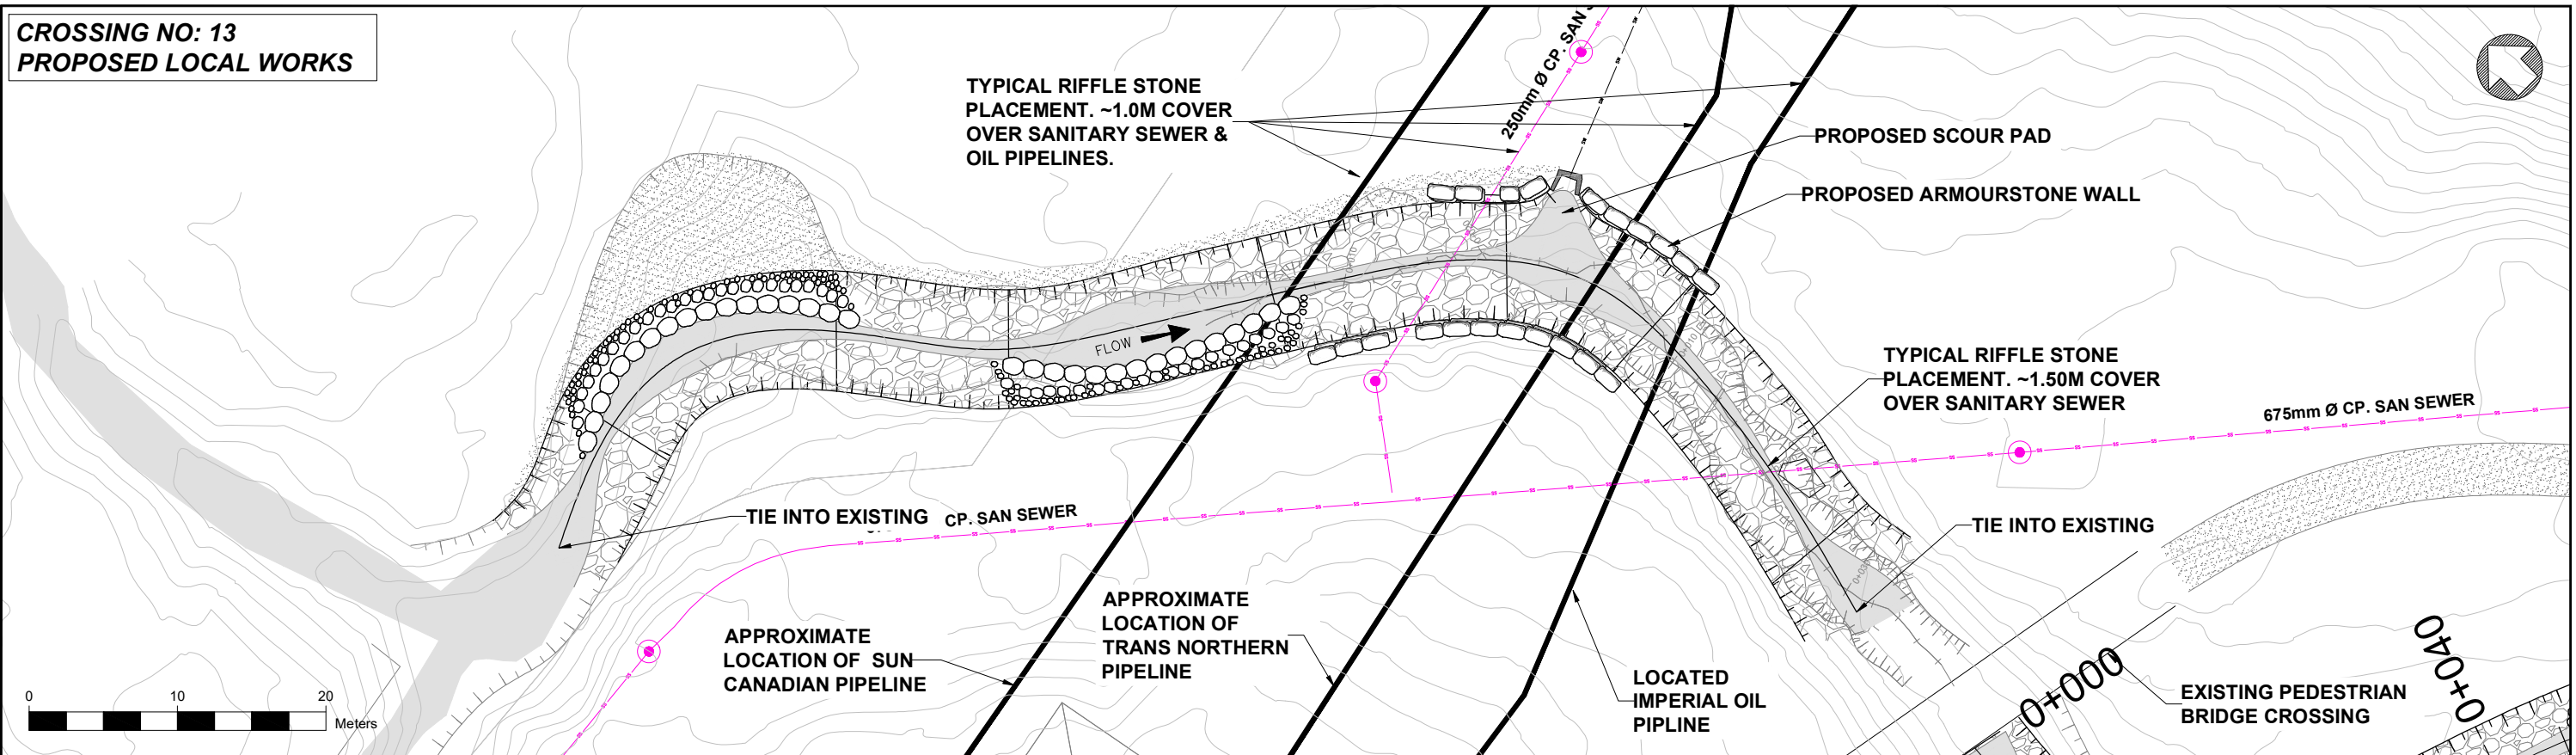 CROSSING NO: 13
PROPOSED LOCAL WORKS
TYPICAL RIFFLE STONE
PLACEMENT. ~1.0M COVER
OVER SANITARY SEWER &
OIL PIPELINES.
250mm Ø CP. SAN
PROPOSED SCOUR PAD
PROPOSED ARMOURSTONE WALL
FLOW
TYPICAL RIFFLE STONE
PLACEMENT. ~1.50M COVER
OVER SANITARY SEWER
675mm Ø CP. SAN SEWER
TIE INTO EXISTING
CP. SAN SEWER
TIE INTO EXISTING
APPROXIMATE
LOCATION OF SUN
CANADIAN PIPELINE
APPROXIMATE
LOCATION OF
TRANS NORTHERN
PIPELINE
LOCATED
IMPERIAL OIL
PIPLINE
EXISTING PEDESTRIAN
BRIDGE CROSSING
0+000
0+040
0 10 20
Meters